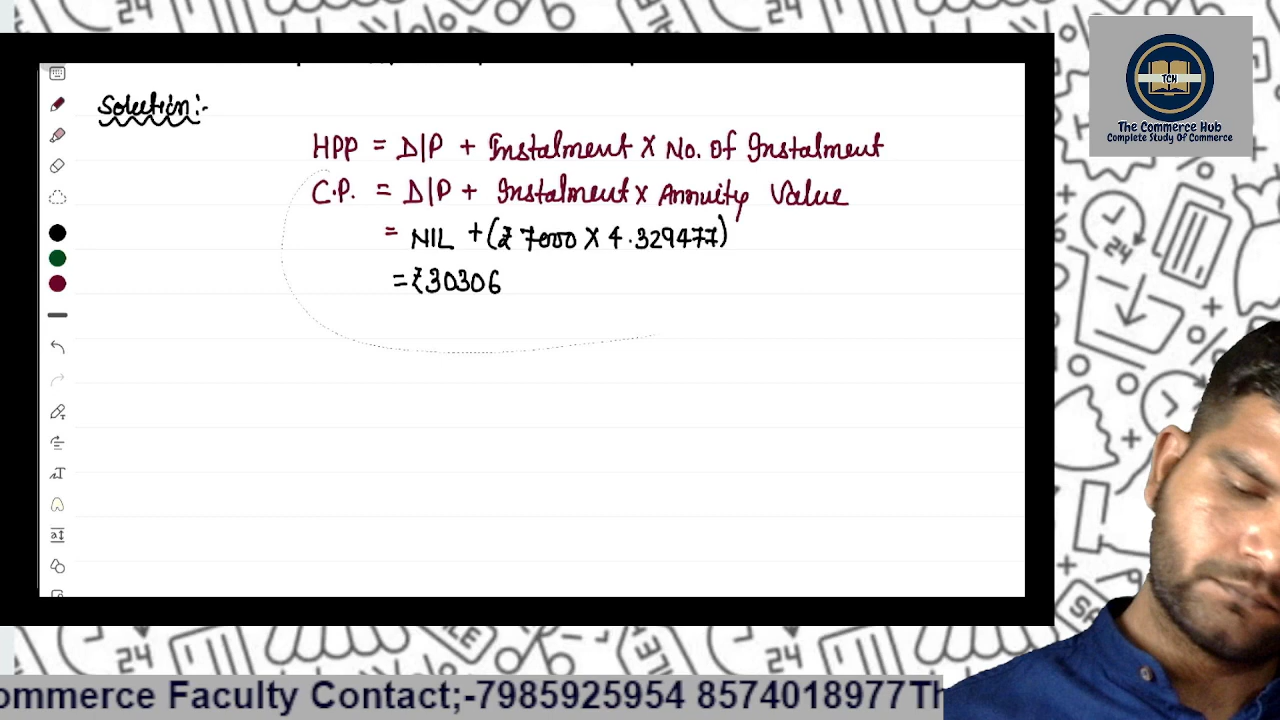 Solution:-
HPP = D/P + Instalment X No. Of Instalment
C.P. = D/P + Instalment X Annuity Value
= NIL + (₹ 7000 X 4.329477)
= ₹30306
TCH
The Commerce Hub
Complete Study Of Commerce
ommerce Faculty Contact;-7985925954 8574018977Th